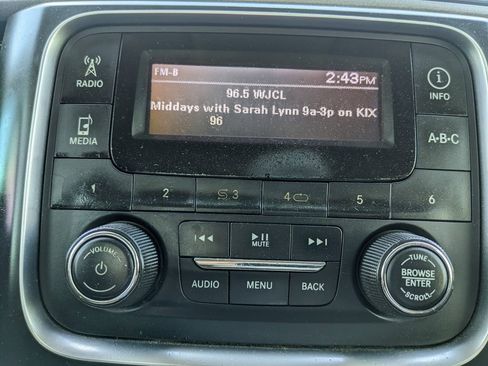 FM-B 2:43PM
96.5 WJCL
Middays with Sarah Lynn 9a-3p on KIX
96
RADIO
INFO
MEDIA
A•B•C
1 2 3 4 5 6
MUTE
VOLUME
TUNE
BROWSE
ENTER
SCROLL
AUDIO MENU BACK